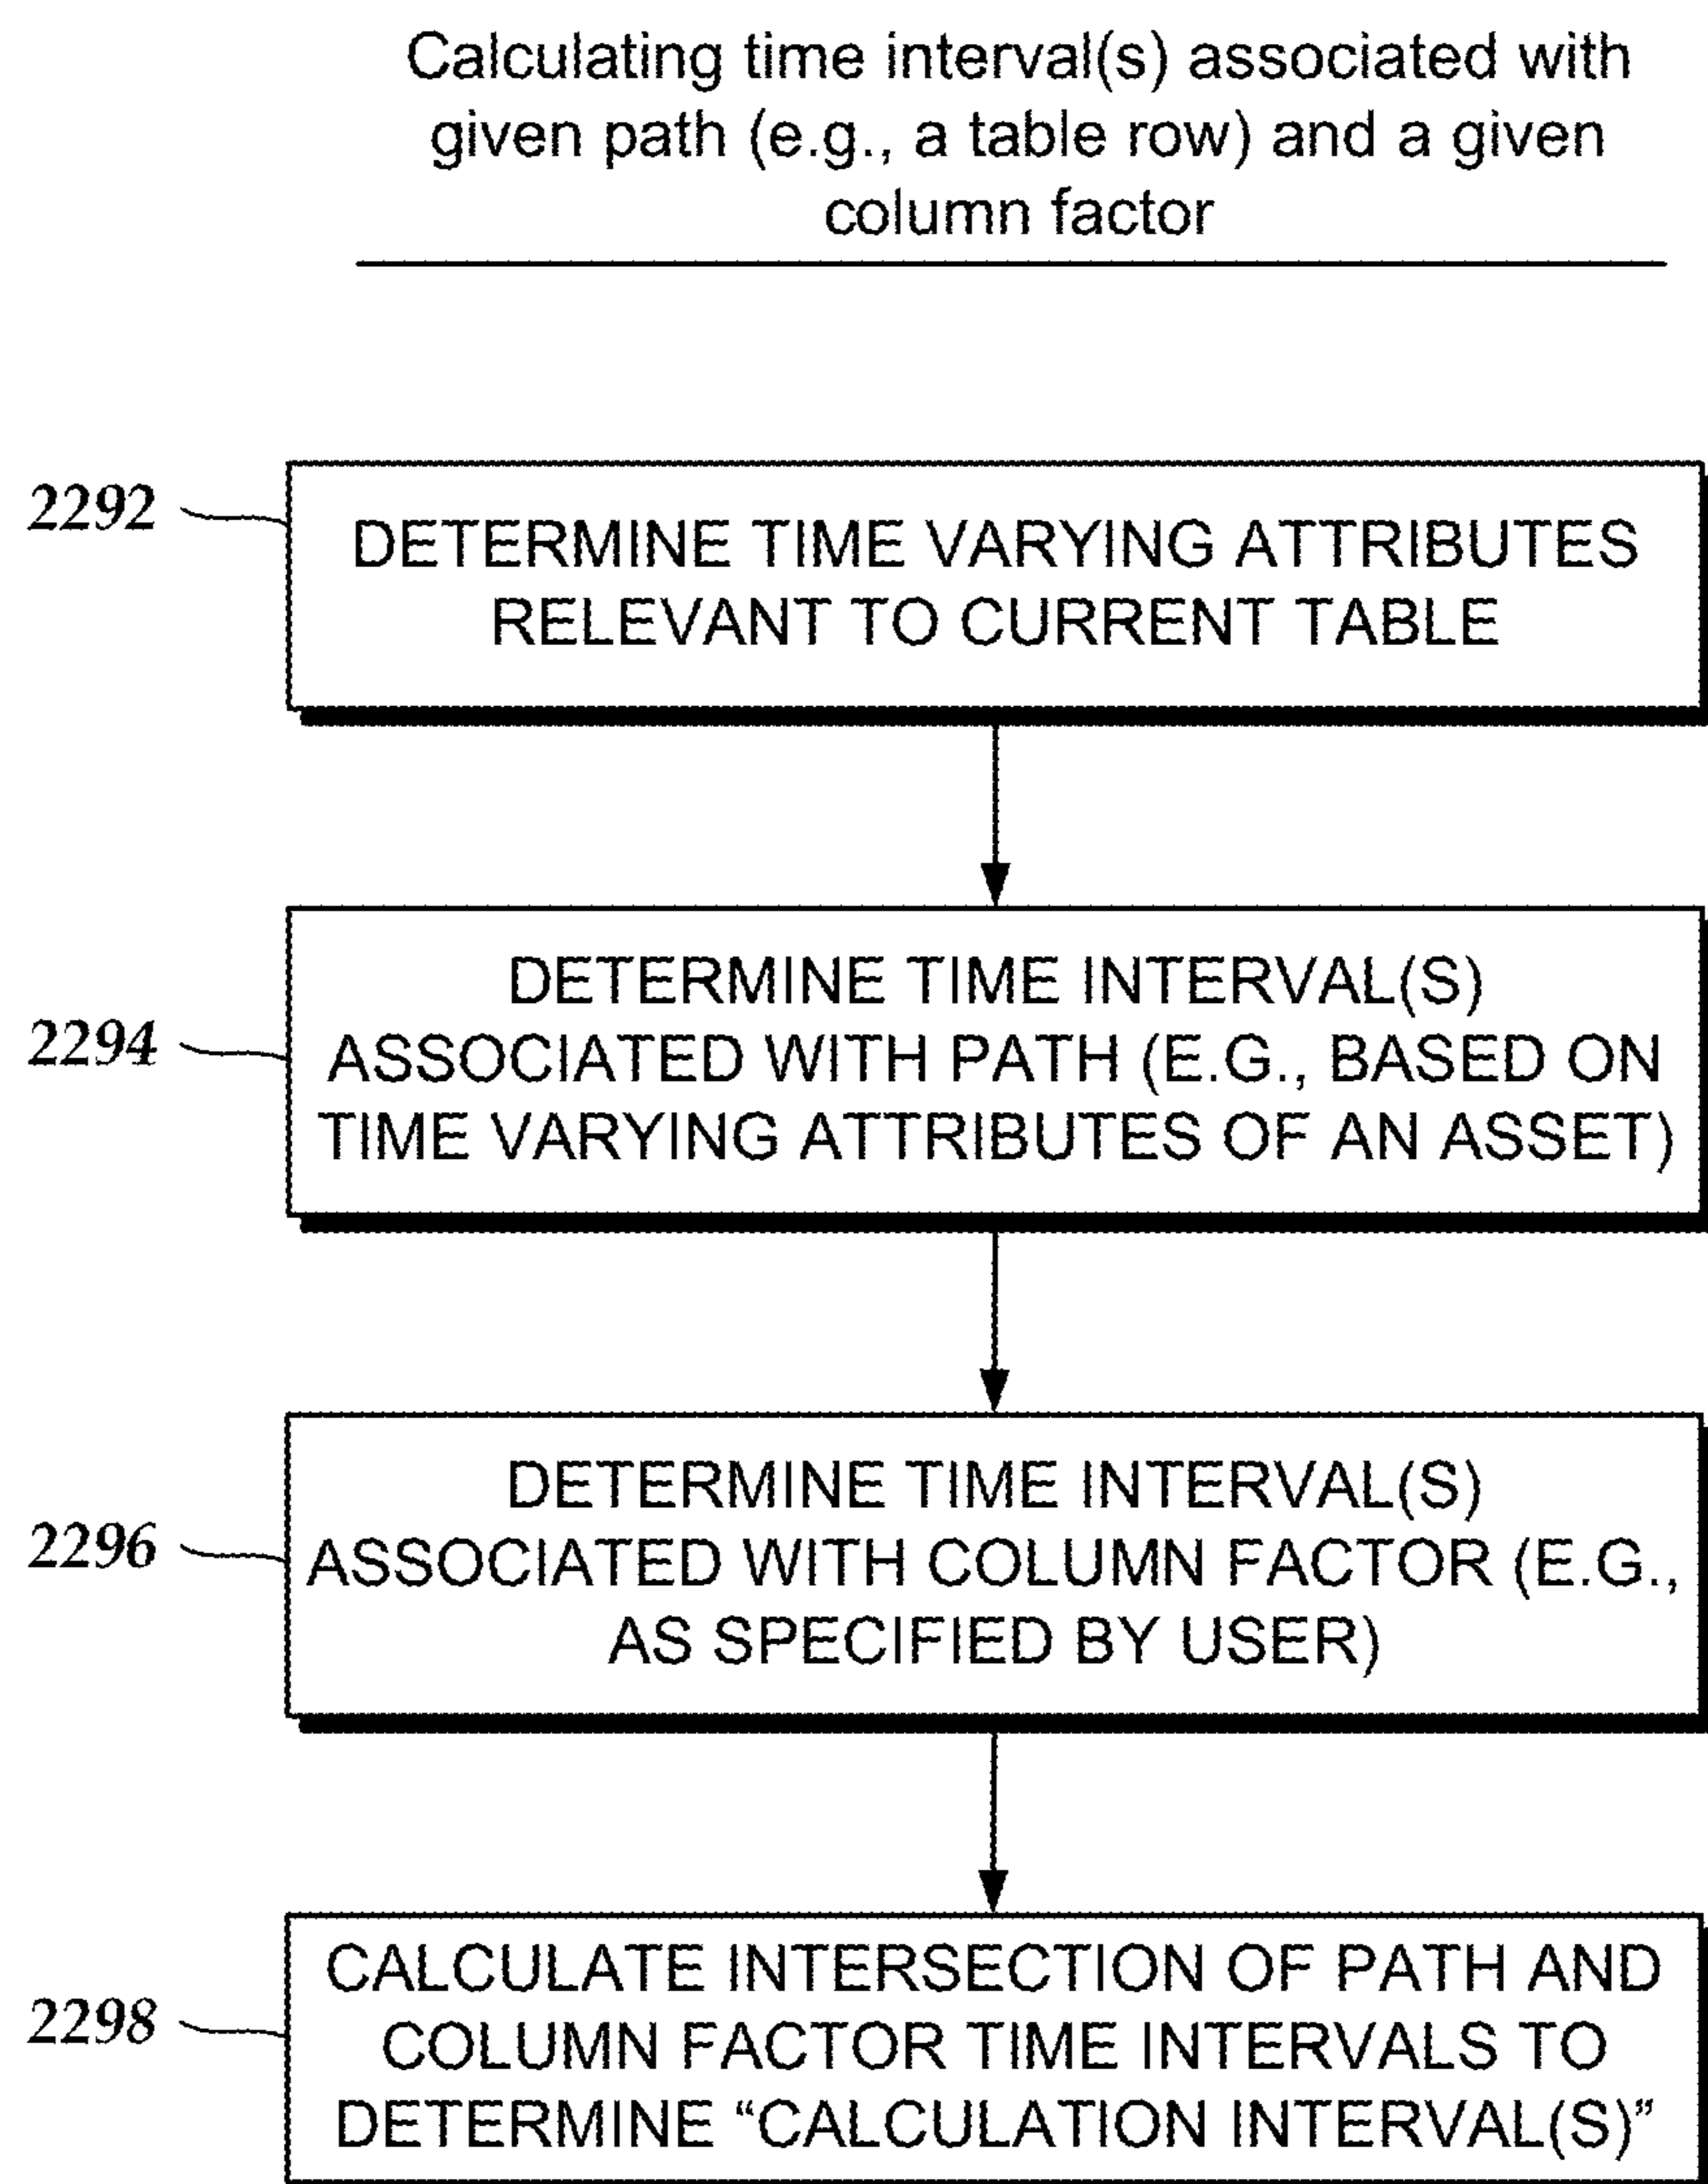 Calculating time interval(s) associated with
given path (e.g., a table row) and a given
column factor
2292
DETERMINE TIME VARYING ATTRIBUTES
RELEVANT TO CURRENT TABLE
2294
DETERMINE TIME INTERVAL(S)
ASSOCIATED WITH PATH (E.G., BASED ON
TIME VARYING ATTRIBUTES OF AN ASSET)
2296
DETERMINE TIME INTERVAL(S)
ASSOCIATED WITH COLUMN FACTOR (E.G.,
AS SPECIFIED BY USER)
2298
CALCULATE INTERSECTION OF PATH AND
COLUMN FACTOR TIME INTERVALS TO
DETERMINE “CALCULATION INTERVAL(S)”